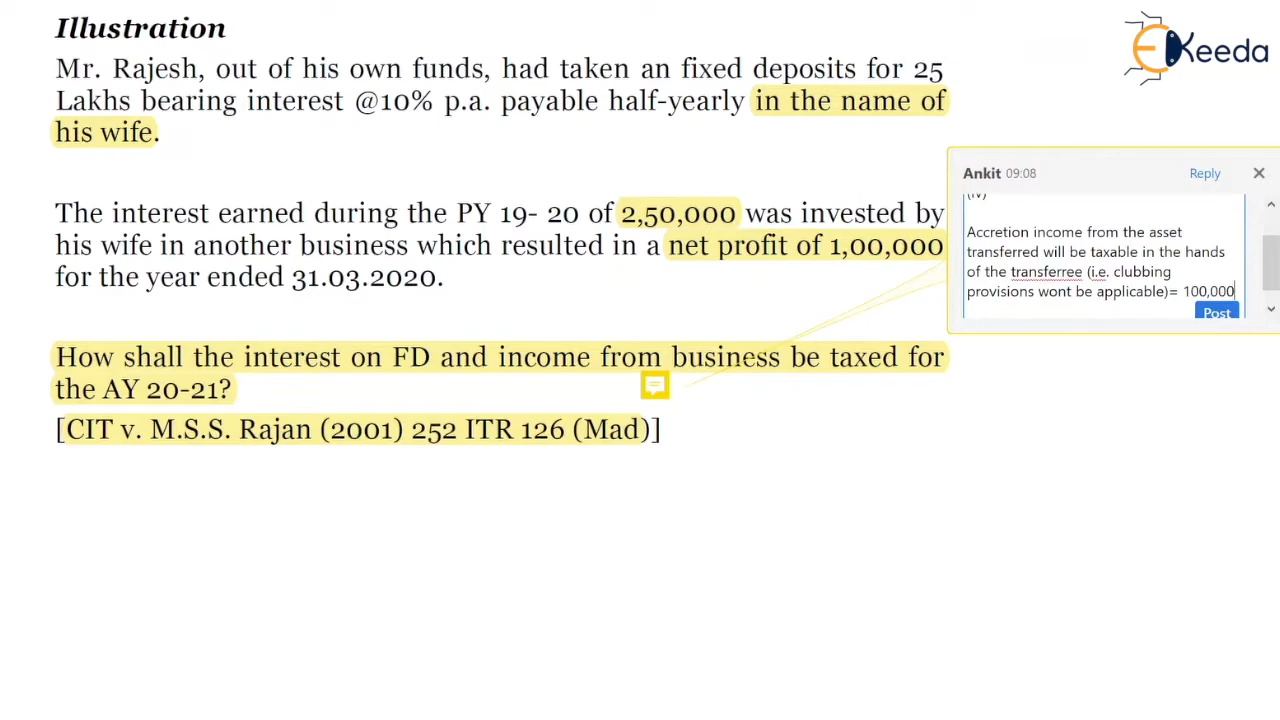 Illustration
Mr. Rajesh, out of his own funds, had taken an fixed deposits for 25
Lakhs bearing interest @10% p.a. payable half-yearly in the name of
his wife.
The interest earned during the PY 19- 20 of 2,50,000 was invested by
his wife in another business which resulted in a net profit of 1,00,000
for the year ended 31.03.2020.
How shall the interest on FD and income from business be taxed for
the AY 20-21?
[CIT v. M.S.S. Rajan (2001) 252 ITR 126 (Mad)]
EKeeda
Ankit 09:08 Reply
(iv)
Accretion income from the asset
transferred will be taxable in the hands
of the transferree (i.e. clubbing
provisions wont be applicable)= 100,000
Post